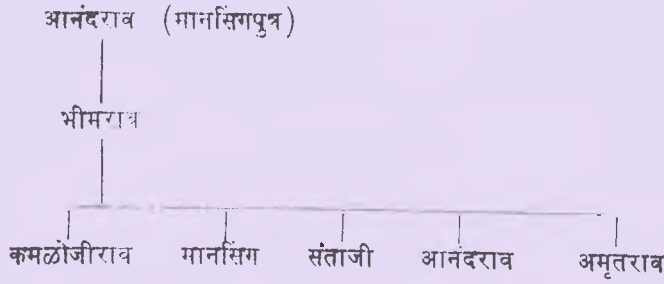 आनंदराव (मानसिंगपुत्र)
भीमराव
कमळोजीराव मानसिंग संताजी आनंदराव अमृतराव